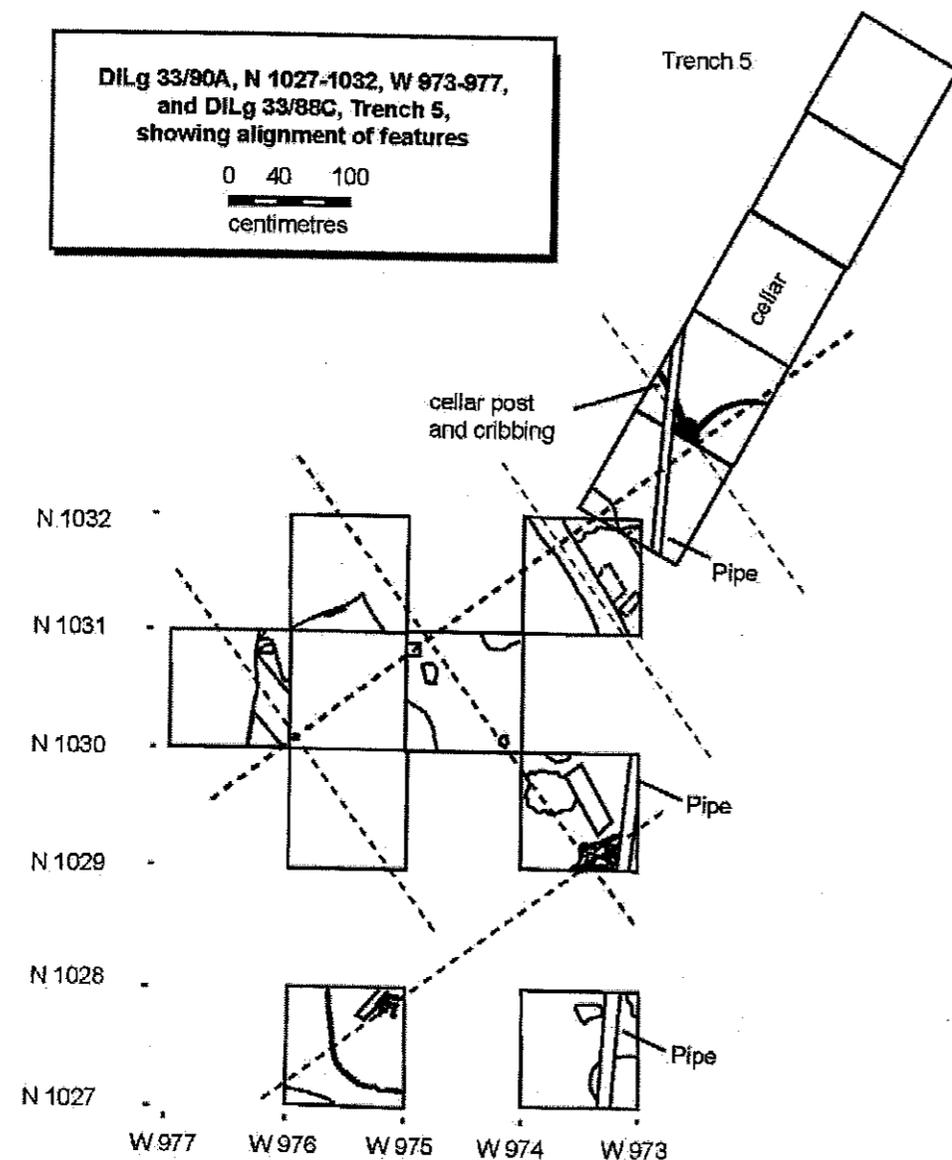 DlLg 33/90A, N 1027-1032, W 973-977,
and DlLg 33/88C, Trench 5,
showing alignment of features
0 40 100
centimetres
Trench 5
cellar
cellar post
and cribbing
Pipe
N 1032
N 1031
N 1030
Pipe
N 1029
N 1028
Pipe
N 1027
W 977 W 976 W 975 W 974 W 973